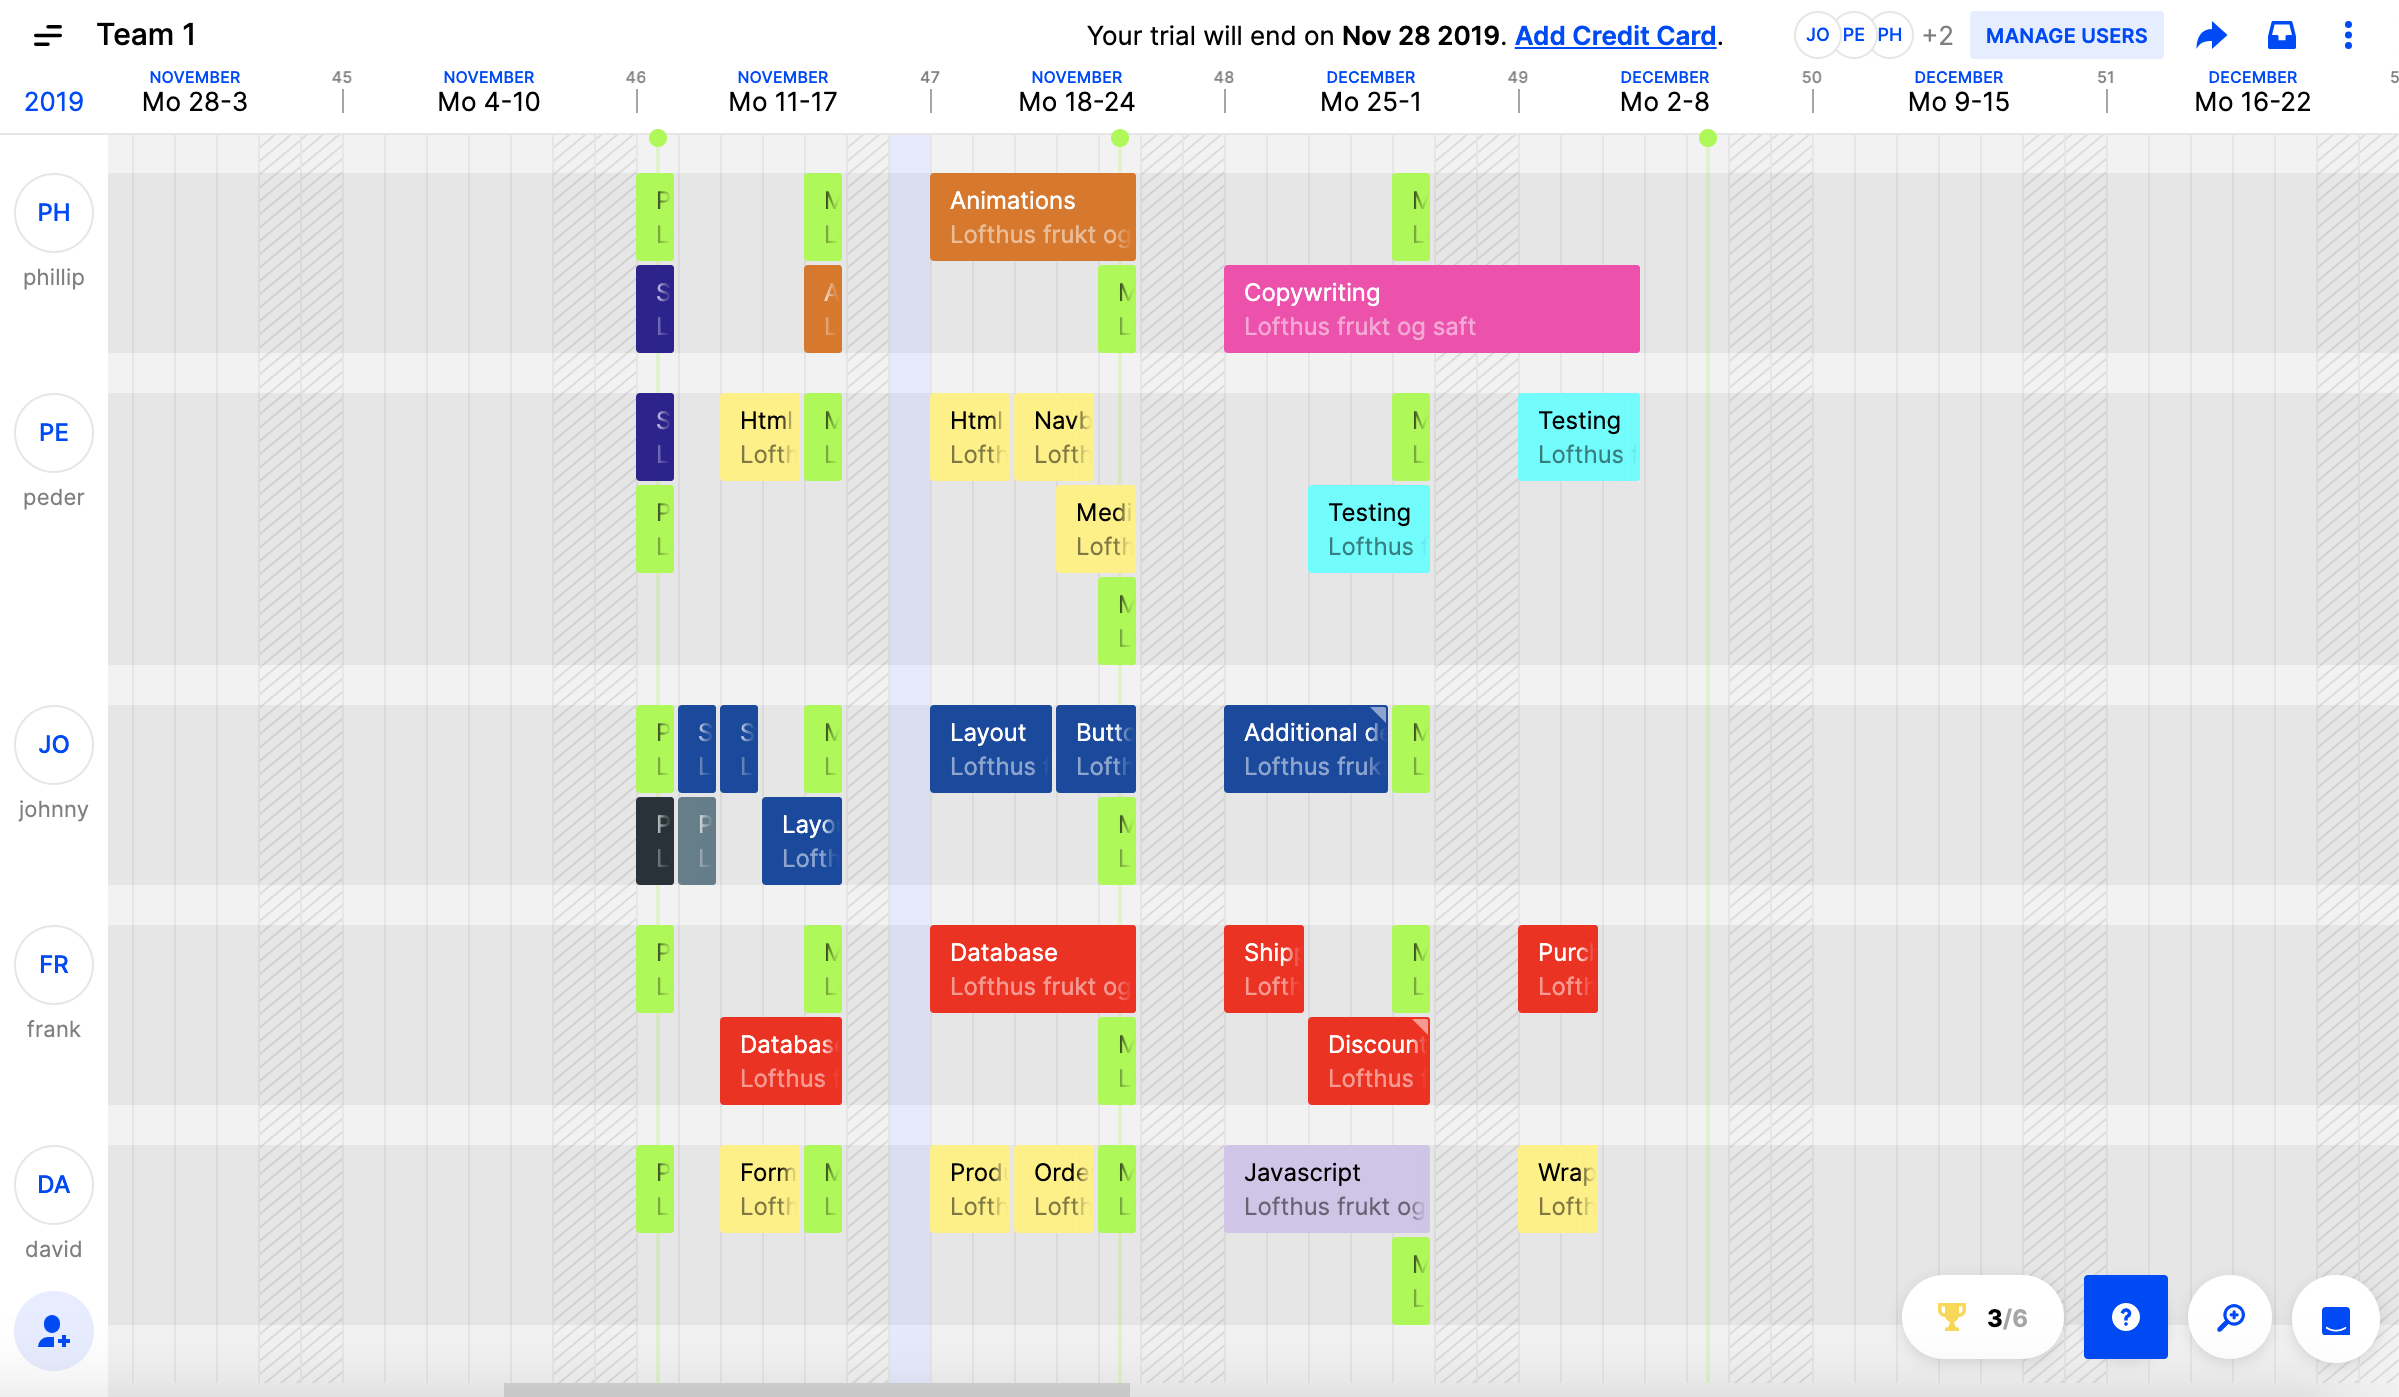 Team 1
Your trial will end on Nov 28 2019. Add Credit Card.
JO PE PH +2
MANAGE USERS
2019
NOVEMBER
Mo 28-3
45
NOVEMBER
Mo 4-10
46
NOVEMBER
Mo 11-17
47
NOVEMBER
Mo 18-24
48
DECEMBER
Mo 25-1
49
DECEMBER
Mo 2-8
50
DECEMBER
Mo 9-15
51
DECEMBER
Mo 16-22
5
PH
phillip
P
L
M
L
Animations
Lofthus frukt og
M
L
S
L
A
L
M
L
Copywriting
Lofthus frukt og saft
PE
peder
S
L
Html
Lofth
M
L
Html
Lofth
Navb
Lofth
M
L
Testing
Lofthus
P
L
Medi
Lofth
Testing
Lofthus
M
L
JO
johnny
P
L
S
L
S
L
M
L
Layout
Lofthus
Butto
Lofth
Additional de
Lofthus fruk
M
L
P
L
P
L
Layo
Lofth
M
L
FR
frank
P
L
M
L
Database
Lofthus frukt og
Shipp
Lofth
M
L
Purc
Lofth
Databas
Lofthus
M
L
Discount
Lofthus
DA
david
P
L
Form
Lofth
M
L
Prod
Lofth
Orde
Lofth
M
L
Javascript
Lofthus frukt og
Wrap
Lofth
M
L
3/6
?